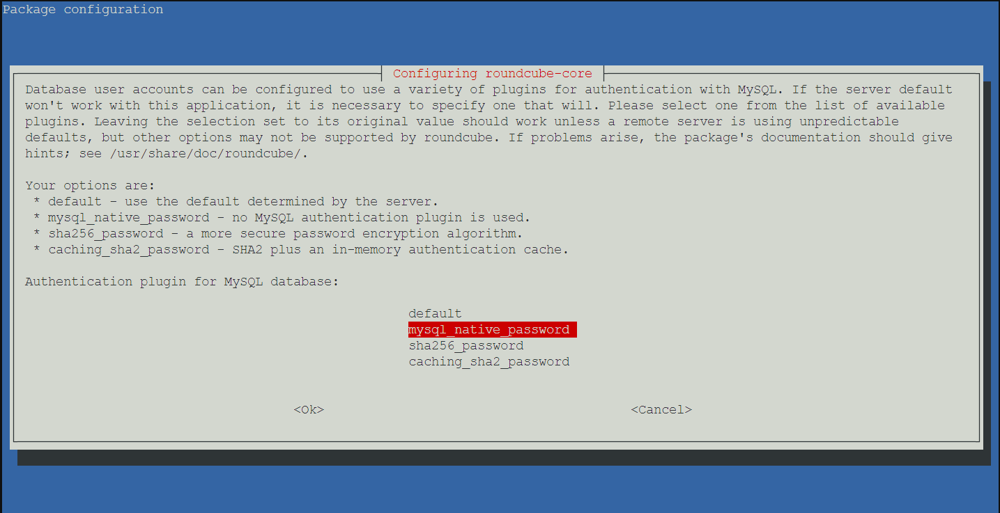 Package configuration
Configuring roundcube-core
Database user accounts can be configured to use a variety of plugins for authentication with MySQL. If the server default
won't work with this application, it is necessary to specify one that will. Please select one from the list of available
plugins. Leaving the selection set to its original value should work unless a remote server is using unpredictable
defaults, but other options may not be supported by roundcube. If problems arise, the package's documentation should give
hints; see /usr/share/doc/roundcube/.
Your options are:
* default - use the default determined by the server.
* mysql_native_password - no MySQL authentication plugin is used.
* sha256_password - a more secure password encryption algorithm.
* caching_sha2_password - SHA2 plus an in-memory authentication cache.
Authentication plugin for MySQL database:
default
mysql_native_password
sha256_password
caching_sha2_password
<Ok> <Cancel>